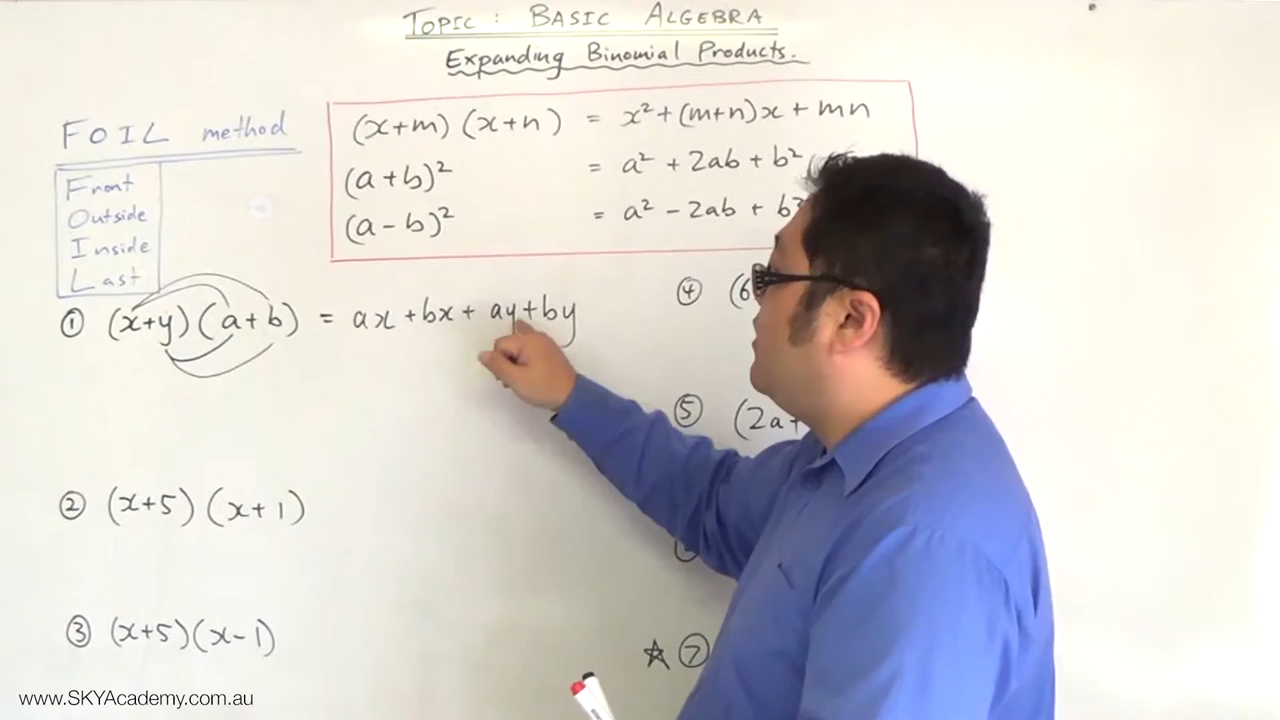 TOPIC: BASIC ALGEBRA
Expanding Binomial Products.
FOIL method
Front
Outside
Inside
Last
(x+m)(x+n) = x²+(m+n)x+mn
(a+b)² = a²+2ab+b²
(a-b)² = a²-2ab+b²
① (x+y)(a+b) = ax+bx+ay+by
② (x+5)(x+1)
③ (x+5)(x-1)
④ (6
⑤ (2a+
★ ⑦
www.SKYAcademy.com.au